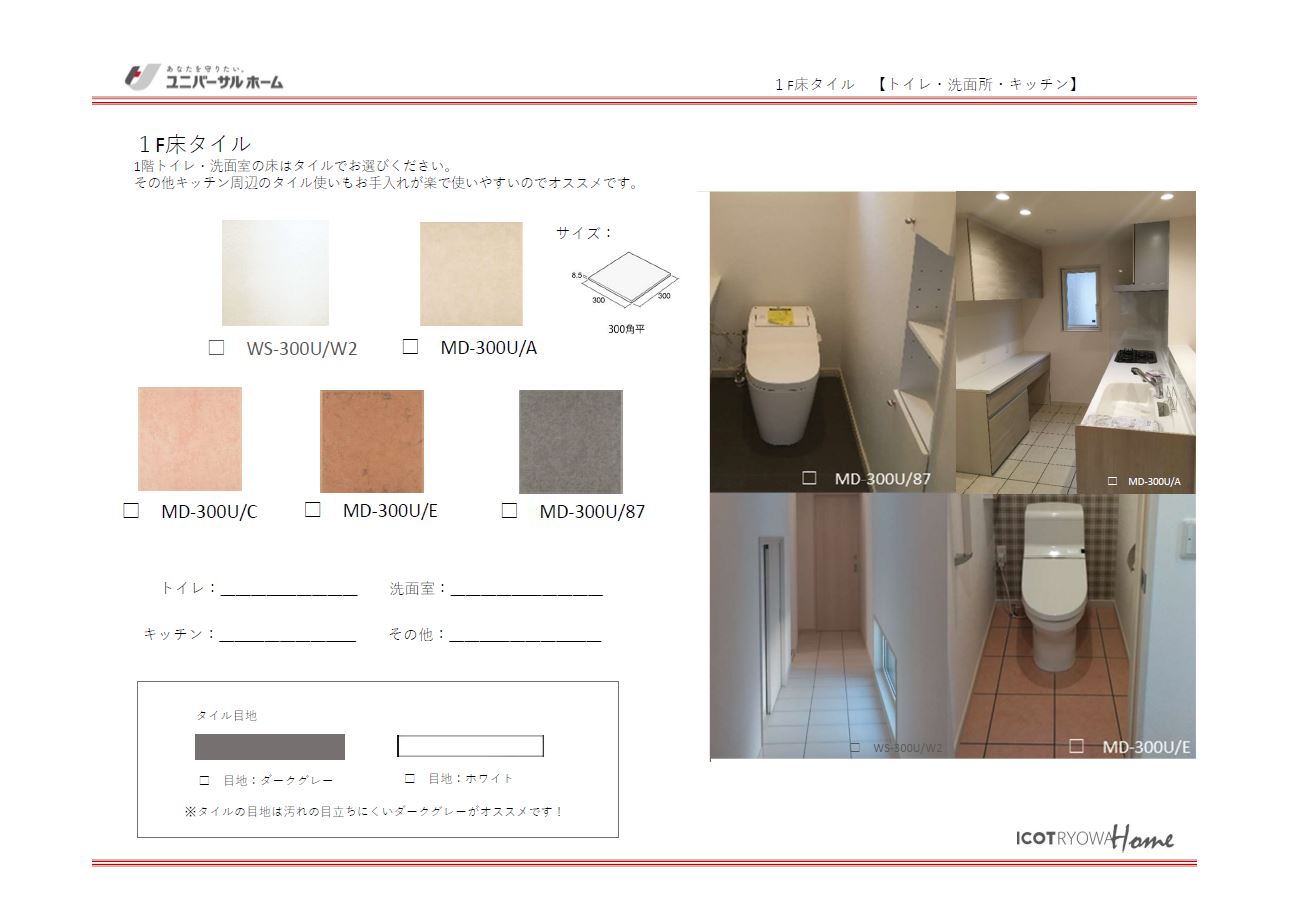 あなたを守りたい。
ユニバーサルホーム
１F床タイル　【トイレ・洗面所・キッチン】
１F床タイル
1階トイレ・洗面室の床はタイルでお選びください。
その他キッチン周辺のタイル使いもお手入れが楽で使いやすいのでオススメです。
サイズ：
8.5
300
300
300角平
□ WS-300U/W2
□ MD-300U/A
□ MD-300U/C
□ MD-300U/E
□ MD-300U/87
トイレ：＿＿＿＿＿＿＿＿ 洗面室：＿＿＿＿＿＿＿＿＿
キッチン：＿＿＿＿＿＿＿＿ その他：＿＿＿＿＿＿＿＿＿
タイル目地
□ 目地：ダークグレー
□ 目地：ホワイト
※タイルの目地は汚れの目立ちにくいダークグレーがオススメです！
□ MD-300U/87
□ MD-300U/A
□ WS-300U/W2
□ MD-300U/E
ICOTRYOWAHome